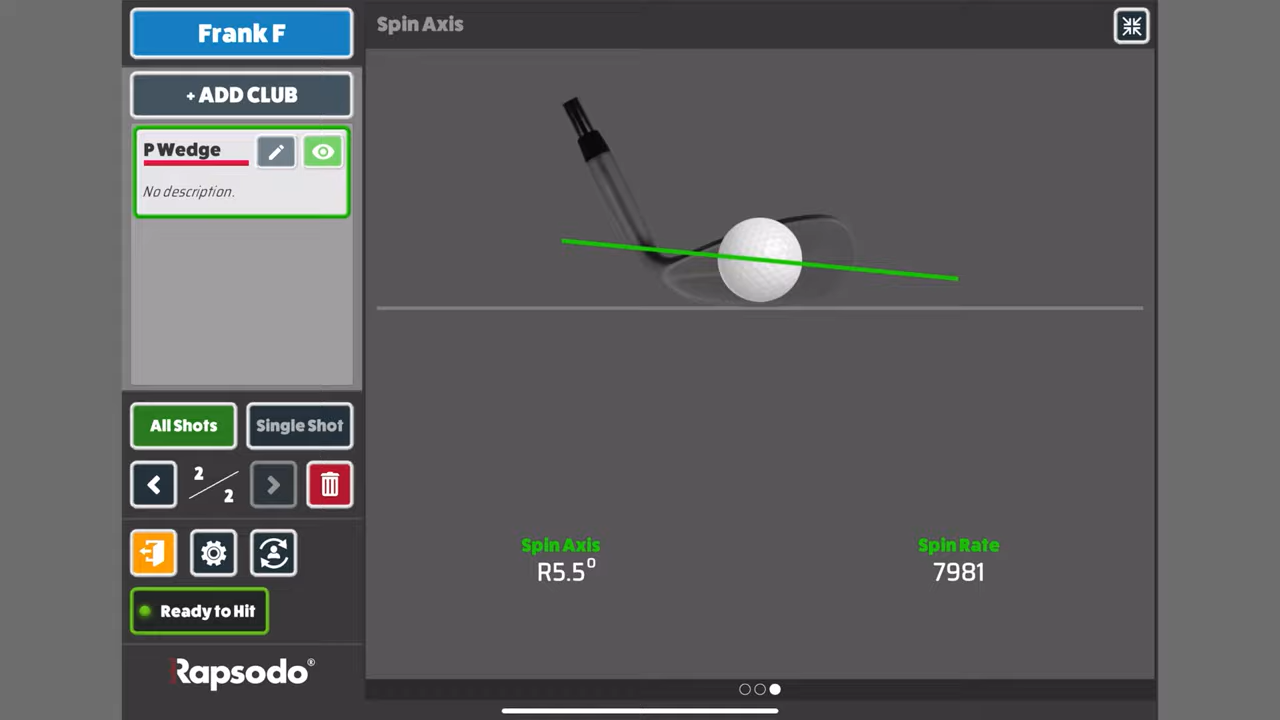 Frank F
+ ADD CLUB
P Wedge
No description.
All Shots
Single Shot
2/2
Ready to Hit
Rapsodo®
Spin Axis
Spin Axis
R5.5°
Spin Rate
7981